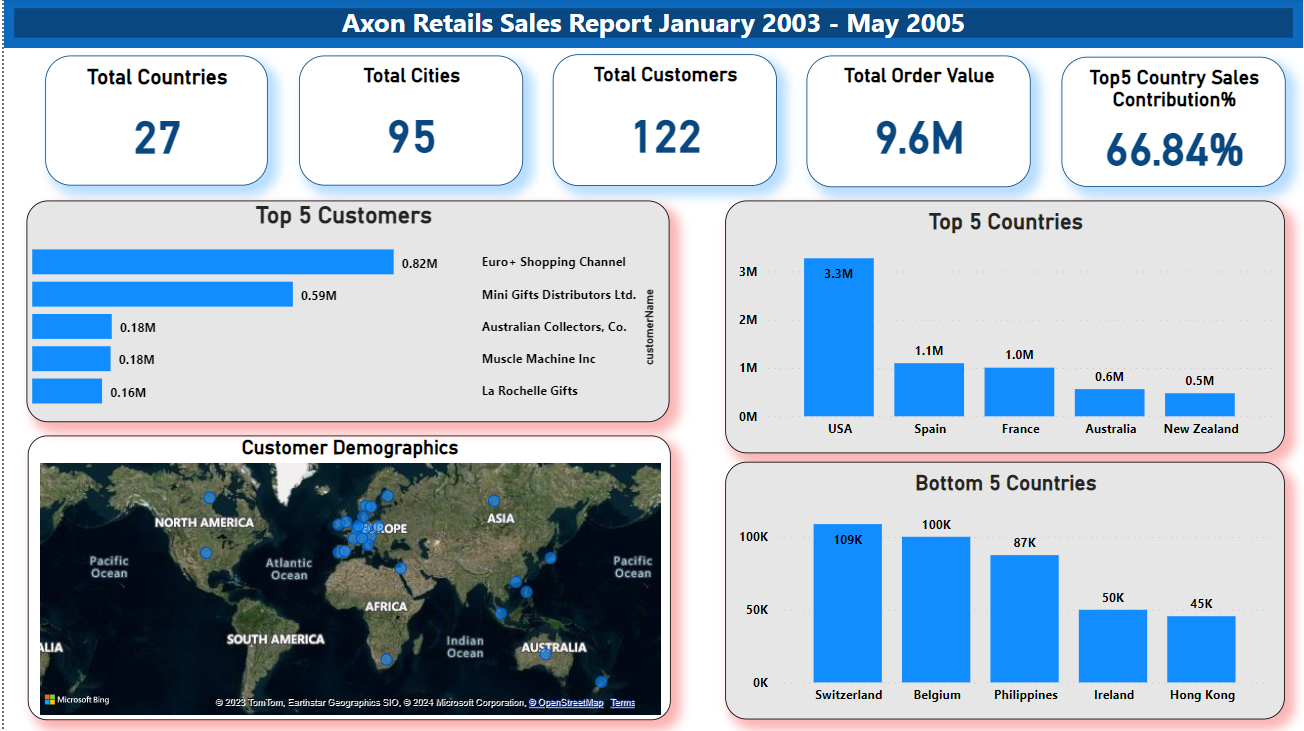 Axon Retails Sales Report January 2003 - May 2005
Total Countries
27
Total Cities
95
Total Customers
122
Total Order Value
9.6M
Top5 Country Sales
Contribution%
66.84%
Top 5 Customers
0.82M
Euro+ Shopping Channel
0.59M
Mini Gifts Distributors Ltd.
0.18M
Australian Collectors, Co.
0.18M
Muscle Machine Inc
0.16M
La Rochelle Gifts
customerName
Top 5 Countries
3M
2M
1M
0M
3.3M
1.1M
1.0M
0.6M
0.5M
USA
Spain
France
Australia
New Zealand
Customer Demographics
NORTH AMERICA
EUROPE
ASIA
Pacific
Ocean
Atlantic
Ocean
Pacific
Ocean
AFRICA
SOUTH AMERICA
Indian
Ocean
AUSTRALIA
ALIA
Microsoft Bing
© 2023 TomTom, Earthstar Geographics SIO, © 2024 Microsoft Corporation, © OpenStreetMap Terms
Bottom 5 Countries
100K
50K
0K
109K
100K
87K
50K
45K
Switzerland
Belgium
Philippines
Ireland
Hong Kong